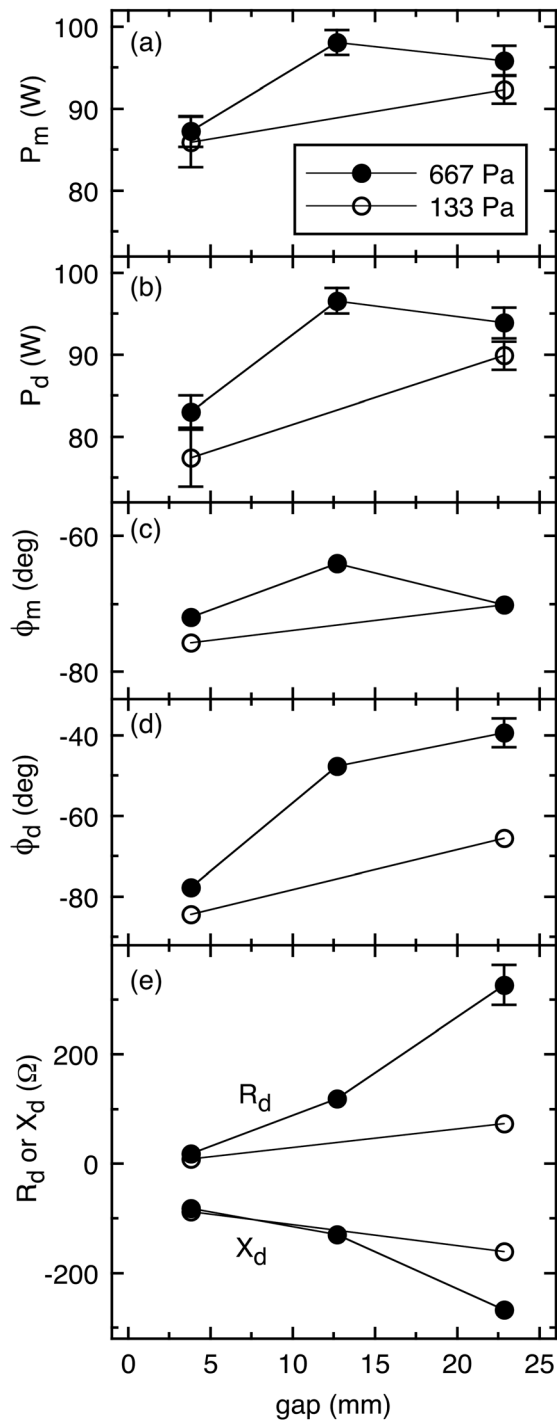 (a)
P_m (W)
100
90
80
667 Pa
133 Pa
(b)
P_d (W)
100
90
80
(c)
ϕ_m (deg)
-60
-80
(d)
ϕ_d (deg)
-40
-60
-80
(e)
R_d or X_d (Ω)
200
0
-200
R_d
X_d
0 5 10 15 20 25
gap (mm)